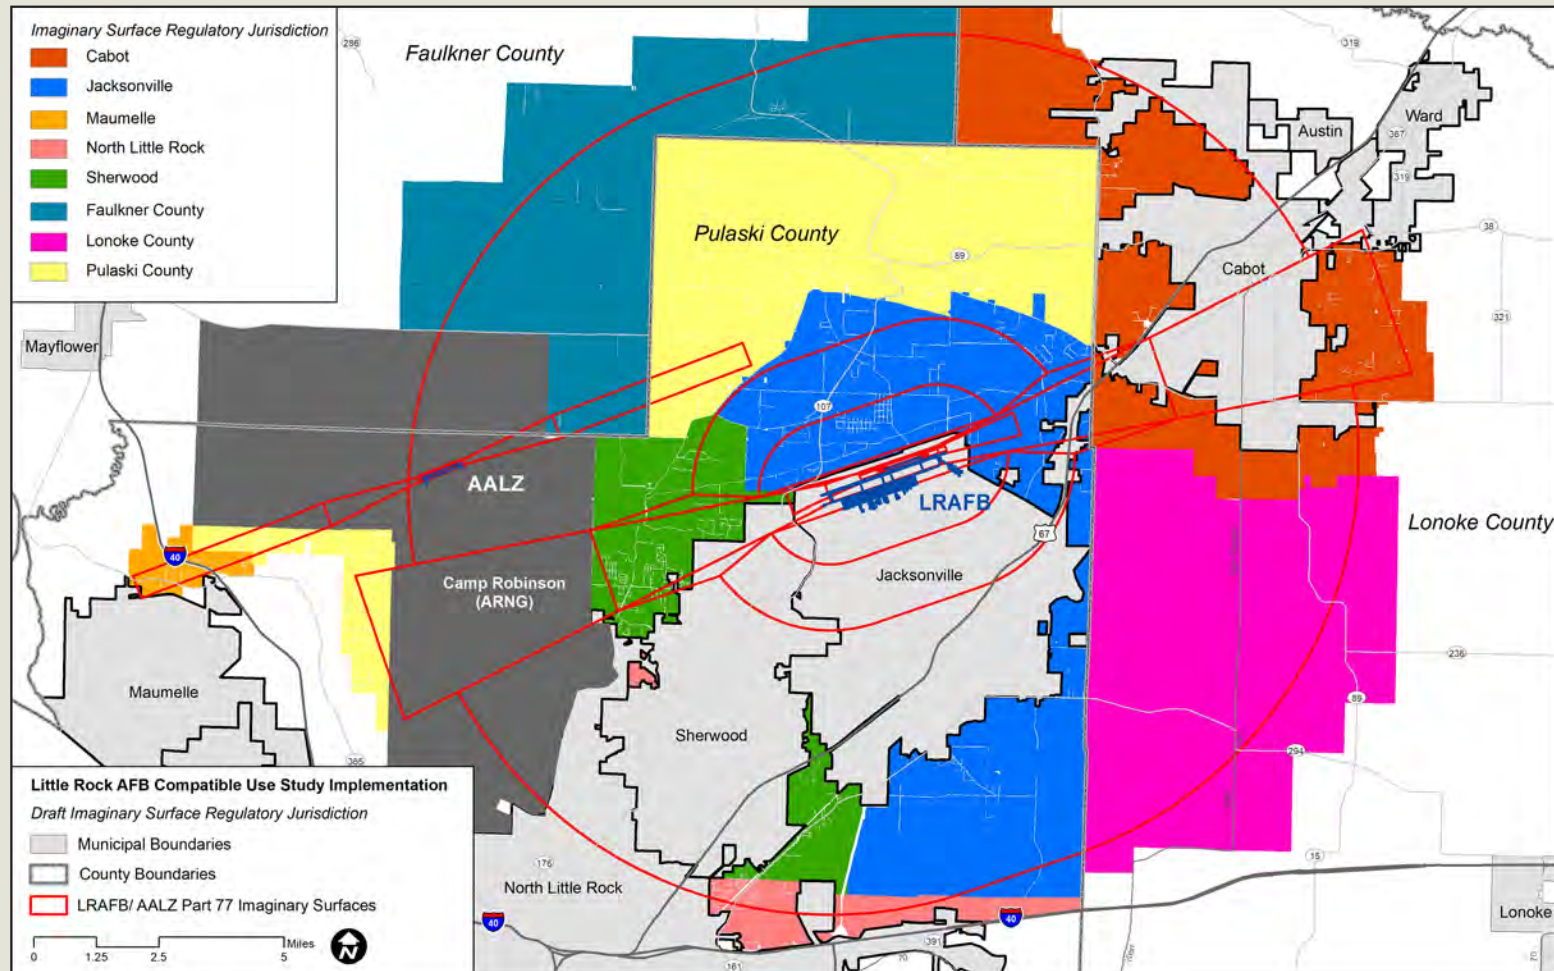 Imaginary Surface Regulatory Jurisdiction
Cabot
Jacksonville
Maumelle
North Little Rock
Sherwood
Faulkner County
Lonoke County
Pulaski County
286
Faulkner County
319
Ward
Austin
367
319
Pulaski County
38
89
Cabot
321
Mayflower
107
AALZ
LRAFB
Lonoke County
67
40
Jacksonville
Camp Robinson
(ARNG)
236
Maumelle
89
Sherwood
294
365
Little Rock AFB Compatible Use Study Implementation
Draft Imaginary Surface Regulatory Jurisdiction
Municipal Boundaries
County Boundaries
LRAFB/ AALZ Part 77 Imaginary Surfaces
0 1.25 2.5 5 Miles
N
176
15
North Little Rock
40
40
Lonoke
391
70
161
70